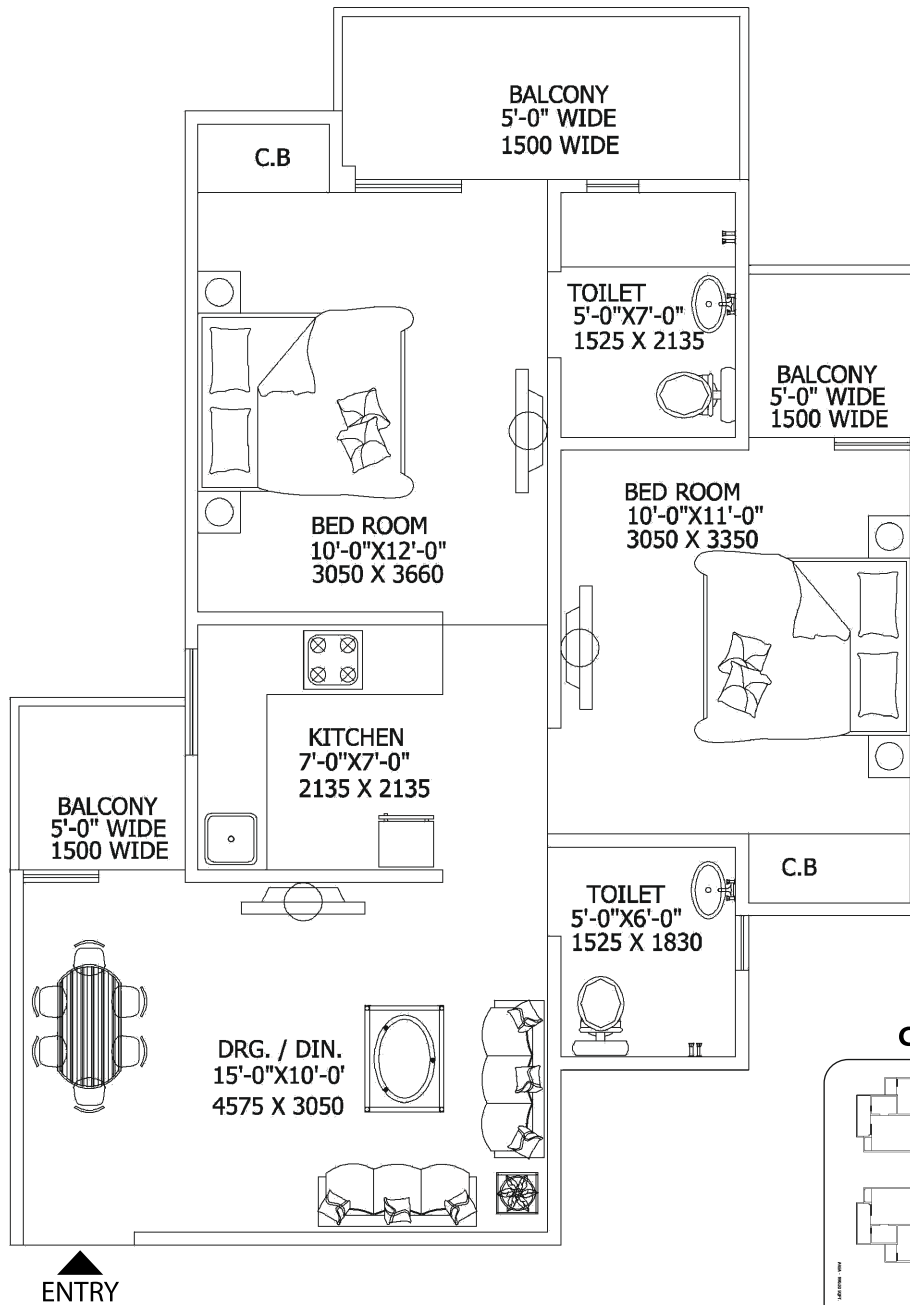 BALCONY
5'-0" WIDE
1500 WIDE
C.B
TOILET
5'-0"X7'-0"
1525 X 2135
BALCONY
5'-0" WIDE
1500 WIDE
BED ROOM
10'-0"X12'-0"
3050 X 3660
BED ROOM
10'-0"X11'-0"
3050 X 3350
KITCHEN
7'-0"X7'-0"
2135 X 2135
BALCONY
5'-0" WIDE
1500 WIDE
C.B
TOILET
5'-0"X6'-0"
1525 X 1830
DRG. / DIN.
15'-0"X10'-0'
4575 X 3050
ENTRY